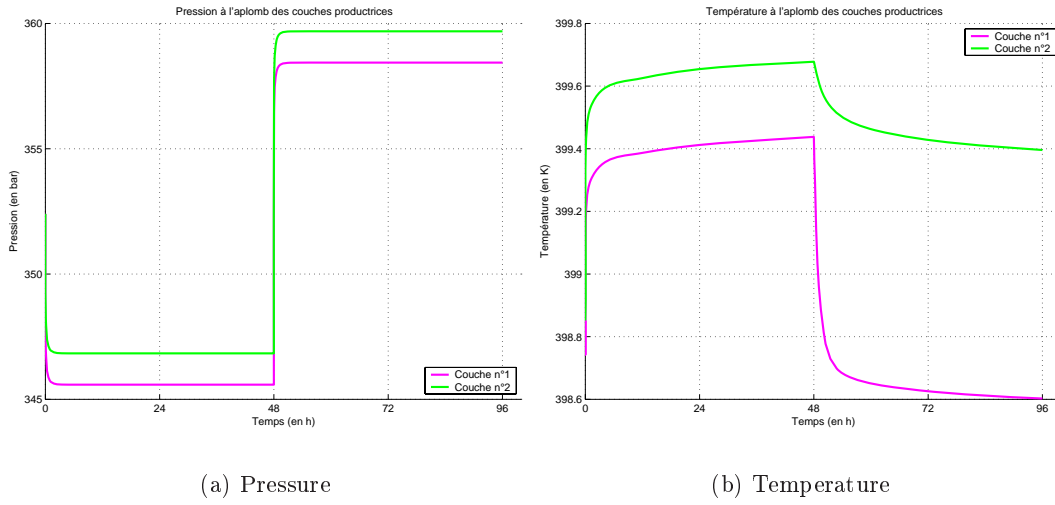 Pression à l'aplomb des couches productrices
360
355
350
345
Pression (en bar)
0 24 48 72 96
Temps (en h)
Couche n°1
Couche n°2
(a) Pressure
Température à l'aplomb des couches productrices
399.8
399.6
399.4
399.2
399
398.8
398.6
Température (en K)
0 24 48 72 96
Temps (en h)
Couche n°1
Couche n°2
(b) Temperature